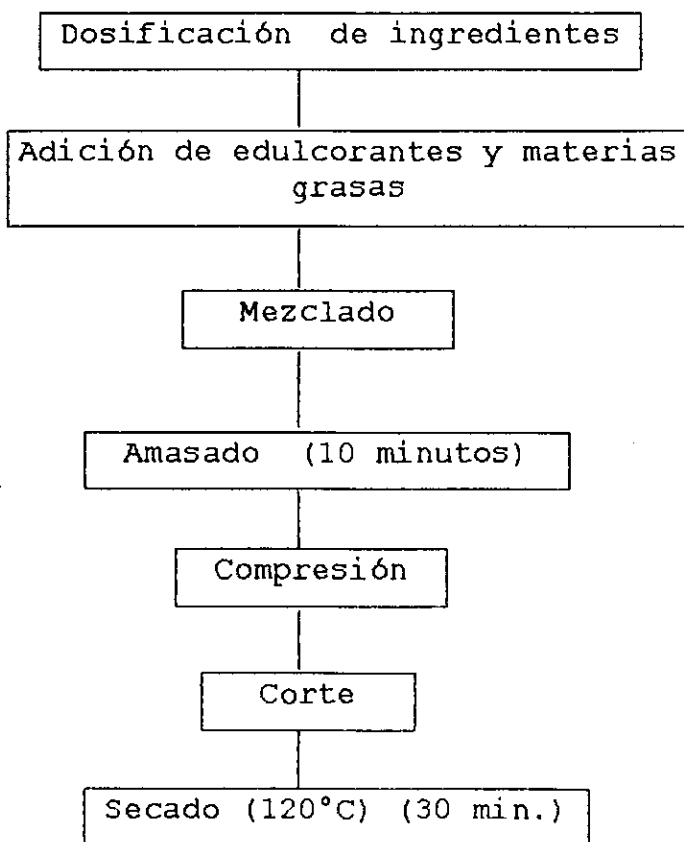 Dosificación de ingredientes
Adición de edulcorantes y materias
grasas
Mezclado
Amasado (10 minutos)
Compresión
Corte
Secado (120°C) (30 min.)